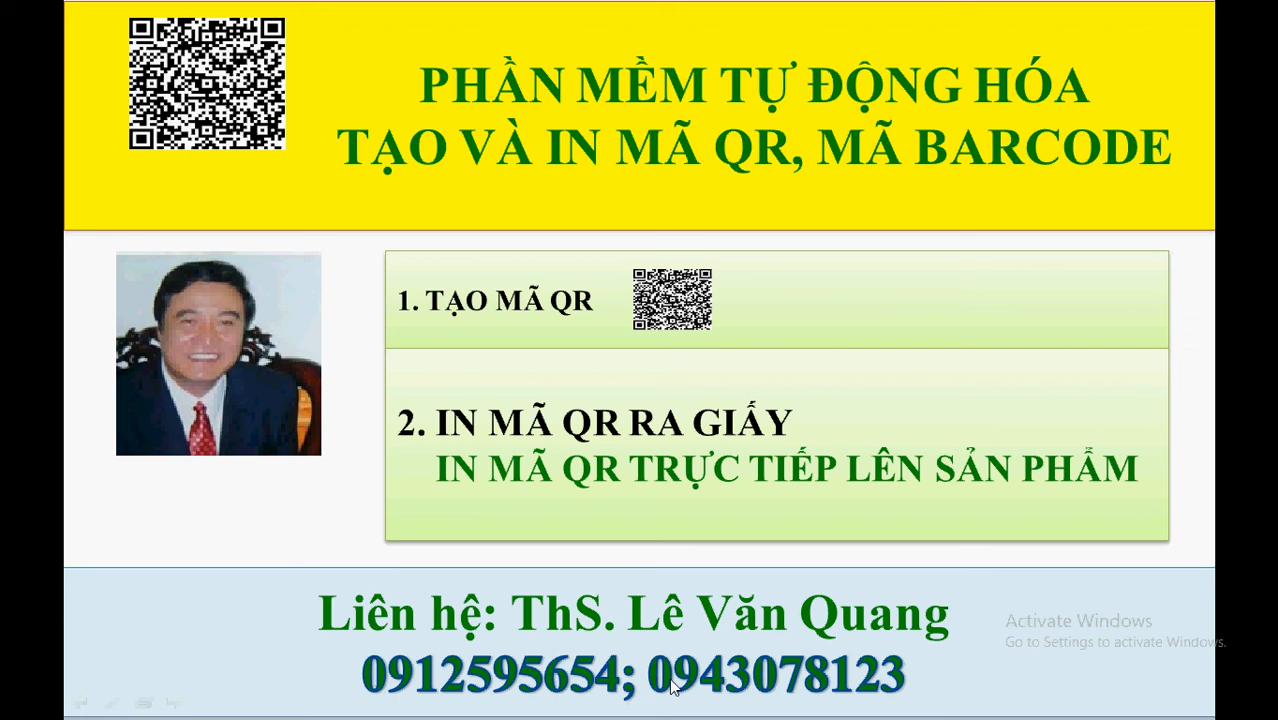 PHẦN MỀM TỰ ĐỘNG HÓA
TẠO VÀ IN MÃ QR, MÃ BARCODE
1. TẠO MÃ QR
2. IN MÃ QR RA GIẤY
IN MÃ QR TRỰC TIẾP LÊN SẢN PHẨM
Liên hệ: ThS. Lê Văn Quang
0912595654; 0943078123
Activate Windows
Go to Settings to activate Windows.